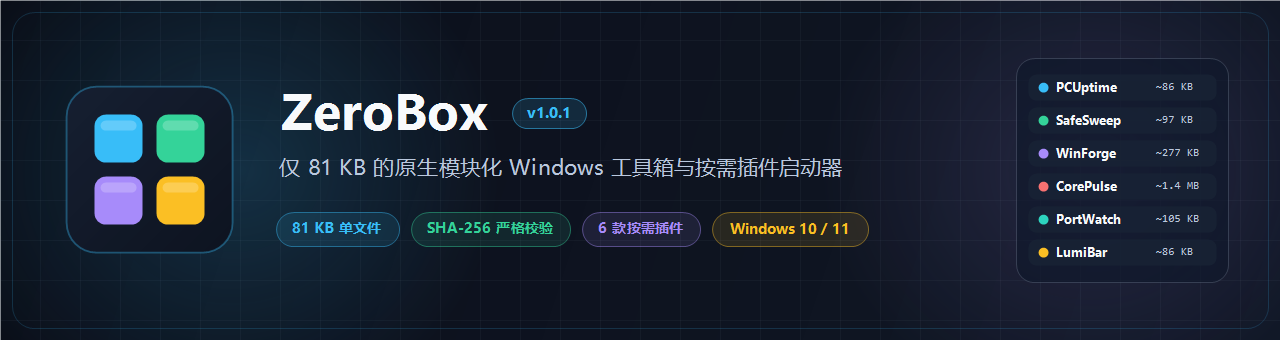 ZeroBox v1.0.1
仅 81 KB 的原生模块化 Windows 工具箱与按需插件启动器
81 KB 单文件 SHA-256 严格校验 6 款按需插件 Windows 10 / 11
PCUptime ~86 KB
SafeSweep ~97 KB
WinForge ~277 KB
CorePulse ~1.4 MB
PortWatch ~105 KB
LumiBar ~86 KB